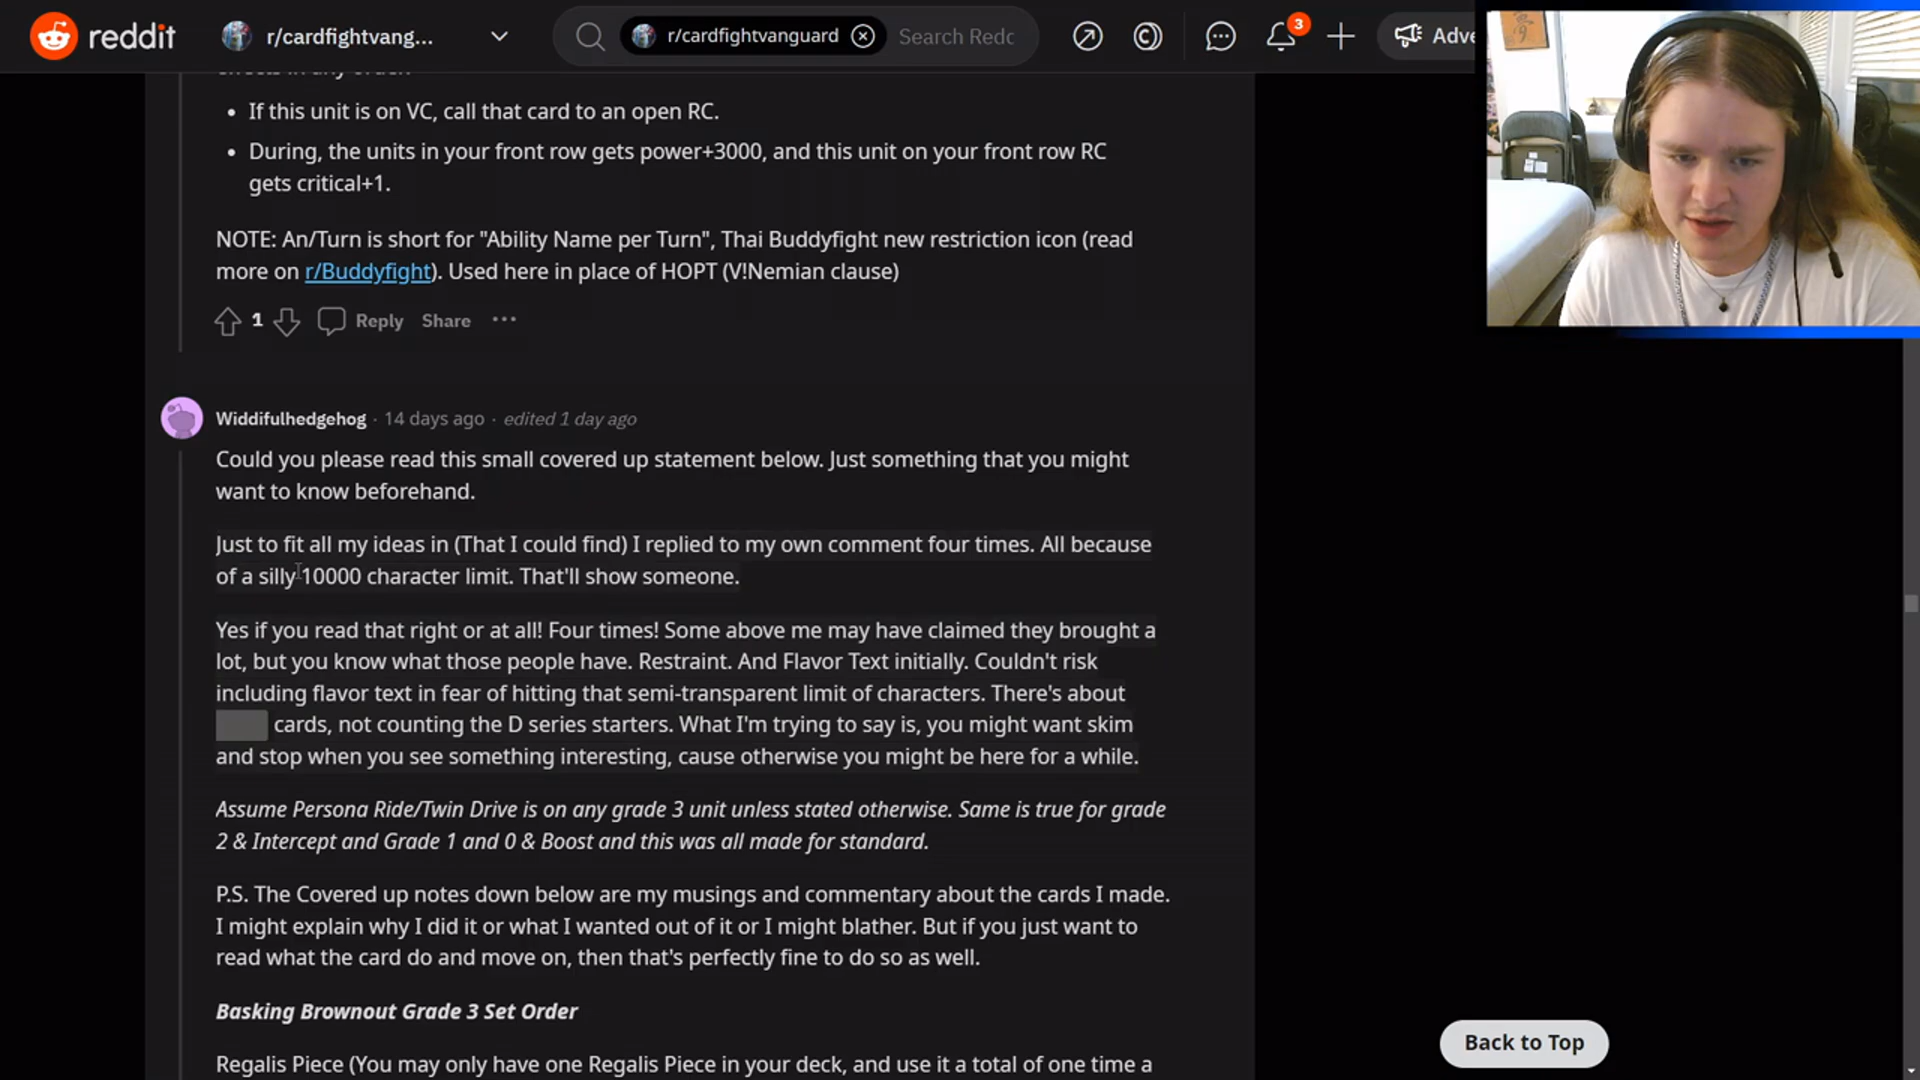 reddit
r/cardfightvang...
r/cardfightvanguard
Search Redc
3
Adve
If this unit is on VC, call that card to an open RC.
During, the units in your front row gets power+3000, and this unit on your front row RC
gets critical+1.
NOTE: An/Turn is short for "Ability Name per Turn", Thai Buddyfight new restriction icon (read
more on r/Buddyfight). Used here in place of HOPT (V!Nemian clause)
1 Reply Share
Widdifulhedgehog · 14 days ago · edited 1 day ago
Could you please read this small covered up statement below. Just something that you might
want to know beforehand.
Just to fit all my ideas in (That I could find) I replied to my own comment four times. All because
of a silly 10000 character limit. That'll show someone.
Yes if you read that right or at all! Four times! Some above me may have claimed they brought a
lot, but you know what those people have. Restraint. And Flavor Text initially. Couldn't risk
including flavor text in fear of hitting that semi-transparent limit of characters. There's about
cards, not counting the D series starters. What I'm trying to say is, you might want skim
and stop when you see something interesting, cause otherwise you might be here for a while.
Assume Persona Ride/Twin Drive is on any grade 3 unit unless stated otherwise. Same is true for grade
2 & Intercept and Grade 1 and 0 & Boost and this was all made for standard.
P.S. The Covered up notes down below are my musings and commentary about the cards I made.
I might explain why I did it or what I wanted out of it or I might blather. But if you just want to
read what the card do and move on, then that's perfectly fine to do so as well.
Basking Brownout Grade 3 Set Order
Regalis Piece (You may only have one Regalis Piece in your deck, and use it a total of one time a
Back to Top